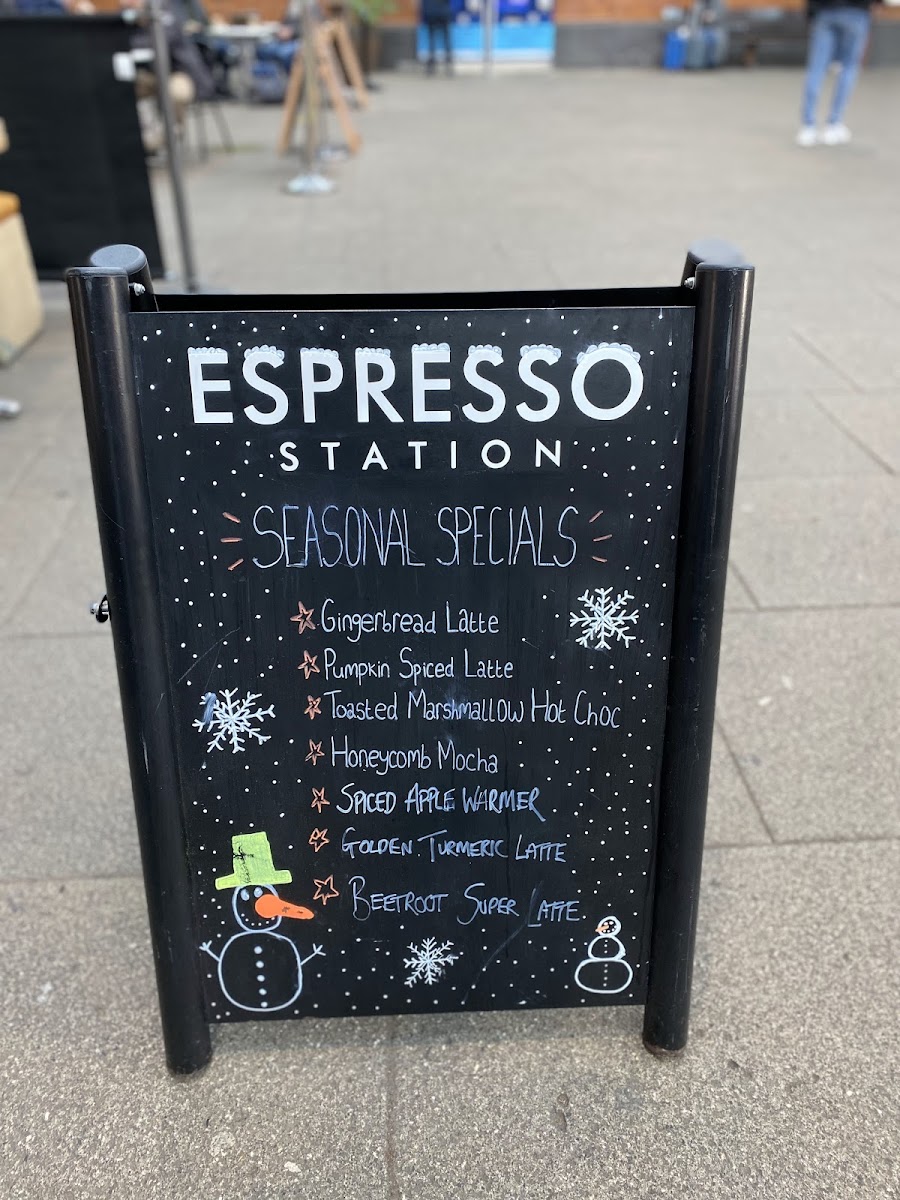 ESPRESSO
STATION
SEASONAL SPECIALS
Gingerbread Latte
Pumpkin Spiced Latte
Toasted Marshmallow Hot Choc
Honeycomb Mocha
SPICED APPLE WARMER
GOLDEN TURMERIC LATTE
BEETROOT SUPER LATTE